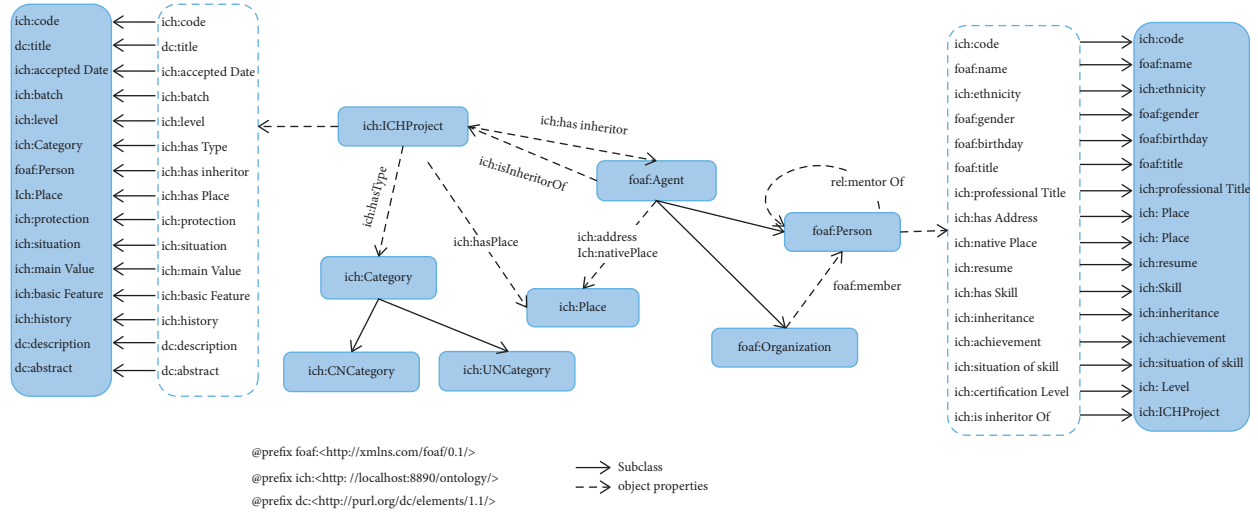 ich:code
dc:title
ich:accepted Date
ich:batch
ich:level
ich:Category
foaf:Person
Ich:Place
ich:protection
ich:situation
ich:main Value
ich:basic Feature
ich:history
dc:description
dc:abstract
ich:code
dc:title
ich:accepted Date
ich:batch
ich:level
ich:has Type
ich:has inheritor
ich:has Place
ich:protection
ich:situation
ich:main Value
ich:basic Feature
ich:history
dc:description
dc:abstract
ich:ICHProject
ich:has inheritor
ich:isInheritorOf
foaf:Agent
ich:hasType
ich:hasPlace
ich:address
Ich:nativePlace
rel:mentor Of
foaf:Person
foaf:member
ich:Category
ich:Place
foaf:Organization
ich:CNCategory
ich:UNCategory
ich:code
foaf:name
ich:ethnicity
foaf:gender
foaf:birthday
foaf:title
ich:professional Title
ich:has Address
ich:native Place
ich:resume
ich:has Skill
ich:inheritance
ich:achievement
ich:situation of skill
ich:certification Level
ich:is inheritor Of
ich:code
foaf:name
ich:ethnicity
foaf:gender
foaf:birthday
foaf:title
ich:professional Title
ich: Place
ich: Place
ich:resume
ich:Skill
ich:inheritance
ich:achievement
ich:situation of skill
ich: Level
ich:ICHProject
@prefix foaf:<http://xmlns.com/foaf/0.1/>
@prefix ich:<http: //localhost:8890/ontology/>
@prefix dc:<http://purl.org/dc/elements/1.1/>
Subclass
object properties